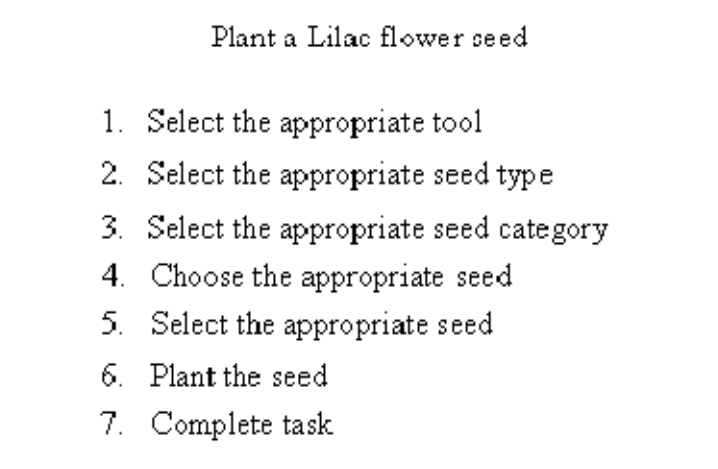 Plant a Lilac flower seed
1. Select the appropriate tool
2. Select the appropriate seed type
3. Select the appropriate seed category
4. Choose the appropriate seed
5. Select the appropriate seed
6. Plant the seed
7. Complete task